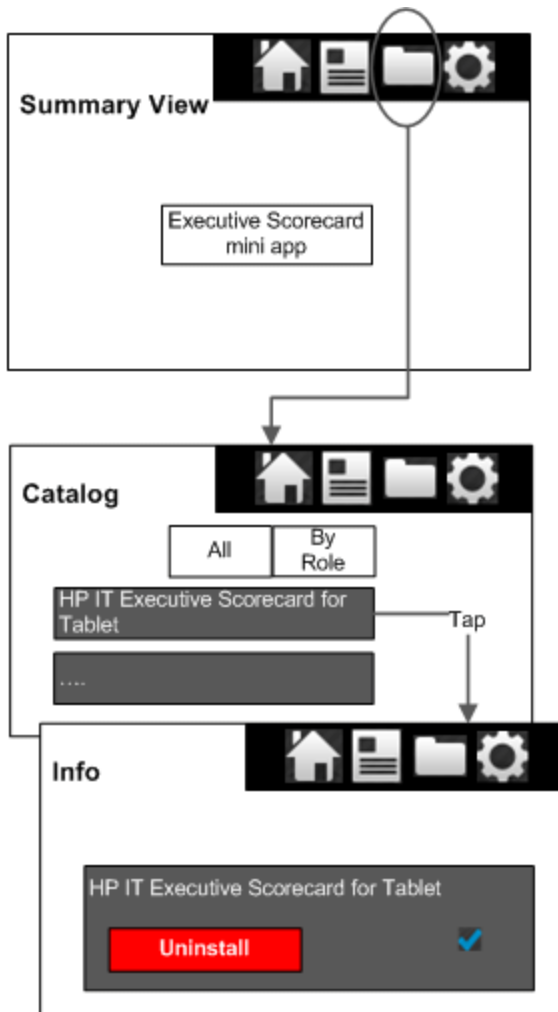 Summary View
Executive Scorecard
mini app
Catalog
All
By
Role
HP IT Executive Scorecard for
Tablet
Tap
....
Info
HP IT Executive Scorecard for Tablet
Uninstall